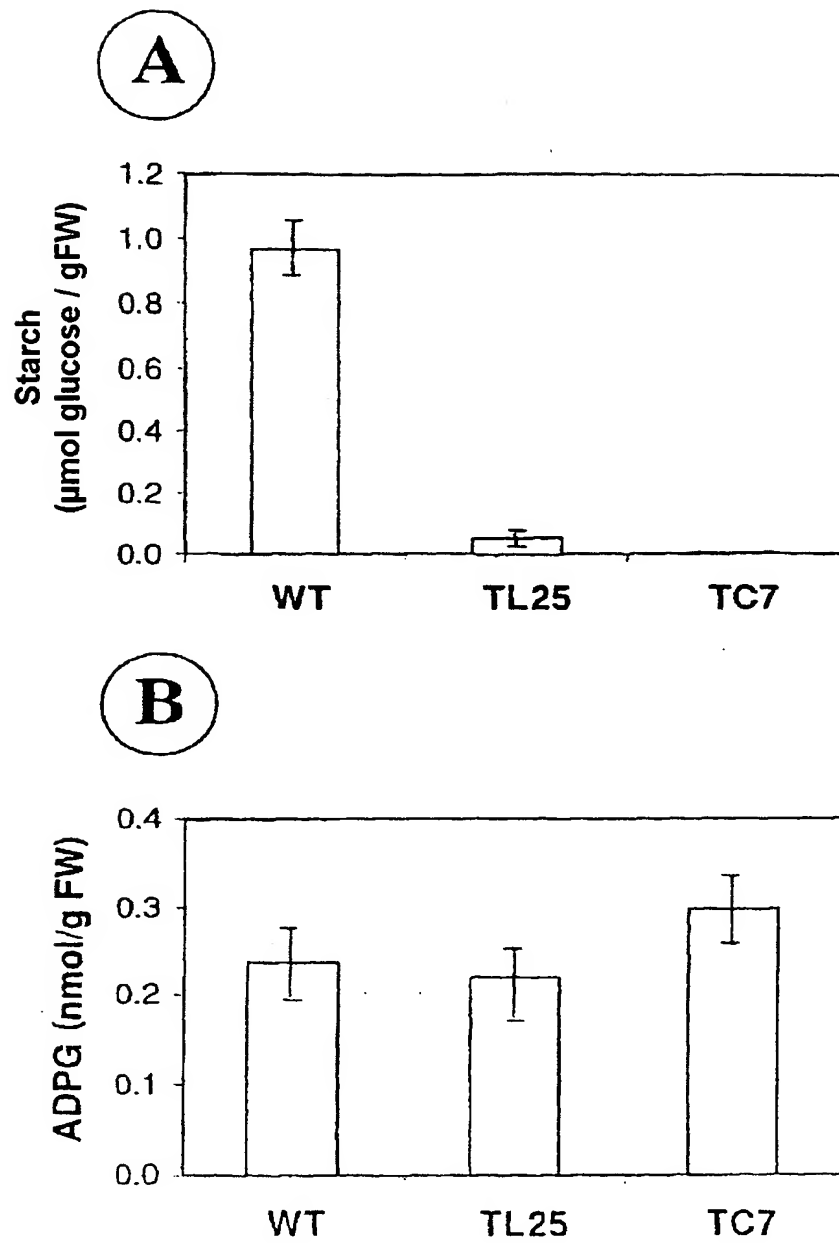 A
Starch
(µmol glucose / gFW)
1.2
1.0
0.8
0.6
0.4
0.2
0.0
WT TL25 TC7
B
ADPG (nmol/g FW)
0.4
0.3
0.2
0.1
0.0
WT TL25 TC7